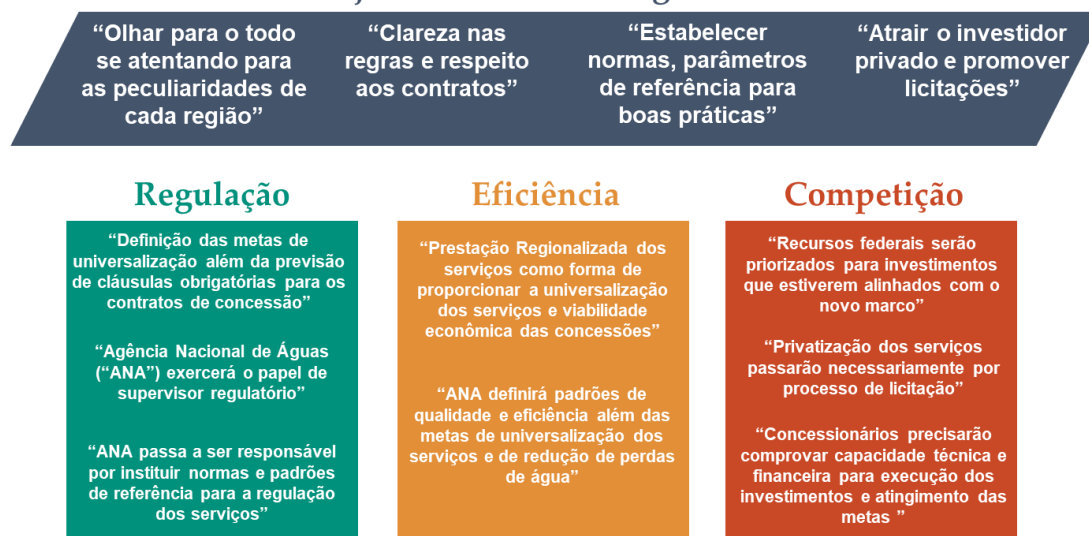 “Olhar para o todo
se atentando para
as peculiaridades de
cada região”
“Clareza nas
regras e respeito
aos contratos”
“Estabelecer
normas, parâmetros
de referência para
boas práticas”
“Atrair o investidor
privado e promover
licitações”
Regulação
“Definição das metas de
universalização além da previsão
de cláusulas obrigatórias para os
contratos de concessão”
“Agência Nacional de Águas
(“ANA”) exercerá o papel de
supervisor regulatório”
“ANA passa a ser responsável
por instituir normas e padrões
de referência para a regulação
dos serviços”
Eficiência
“Prestação Regionalizada dos
serviços como forma de
proporcionar a universalização
dos serviços e viabilidade
econômica das concessões”
“ANA definirá padrões de
qualidade e eficiência além das
metas de universalização dos
serviços e de redução de perdas
de água”
Competição
“Recursos federais serão
priorizados para investimentos
que estiverem alinhados com o
novo marco”
“Privatização dos serviços
passarão necessariamente por
processo de licitação”
“Concessionários precisarão
comprovar capacidade técnica e
financeira para execução dos
investimentos e atingimento das
metas ”